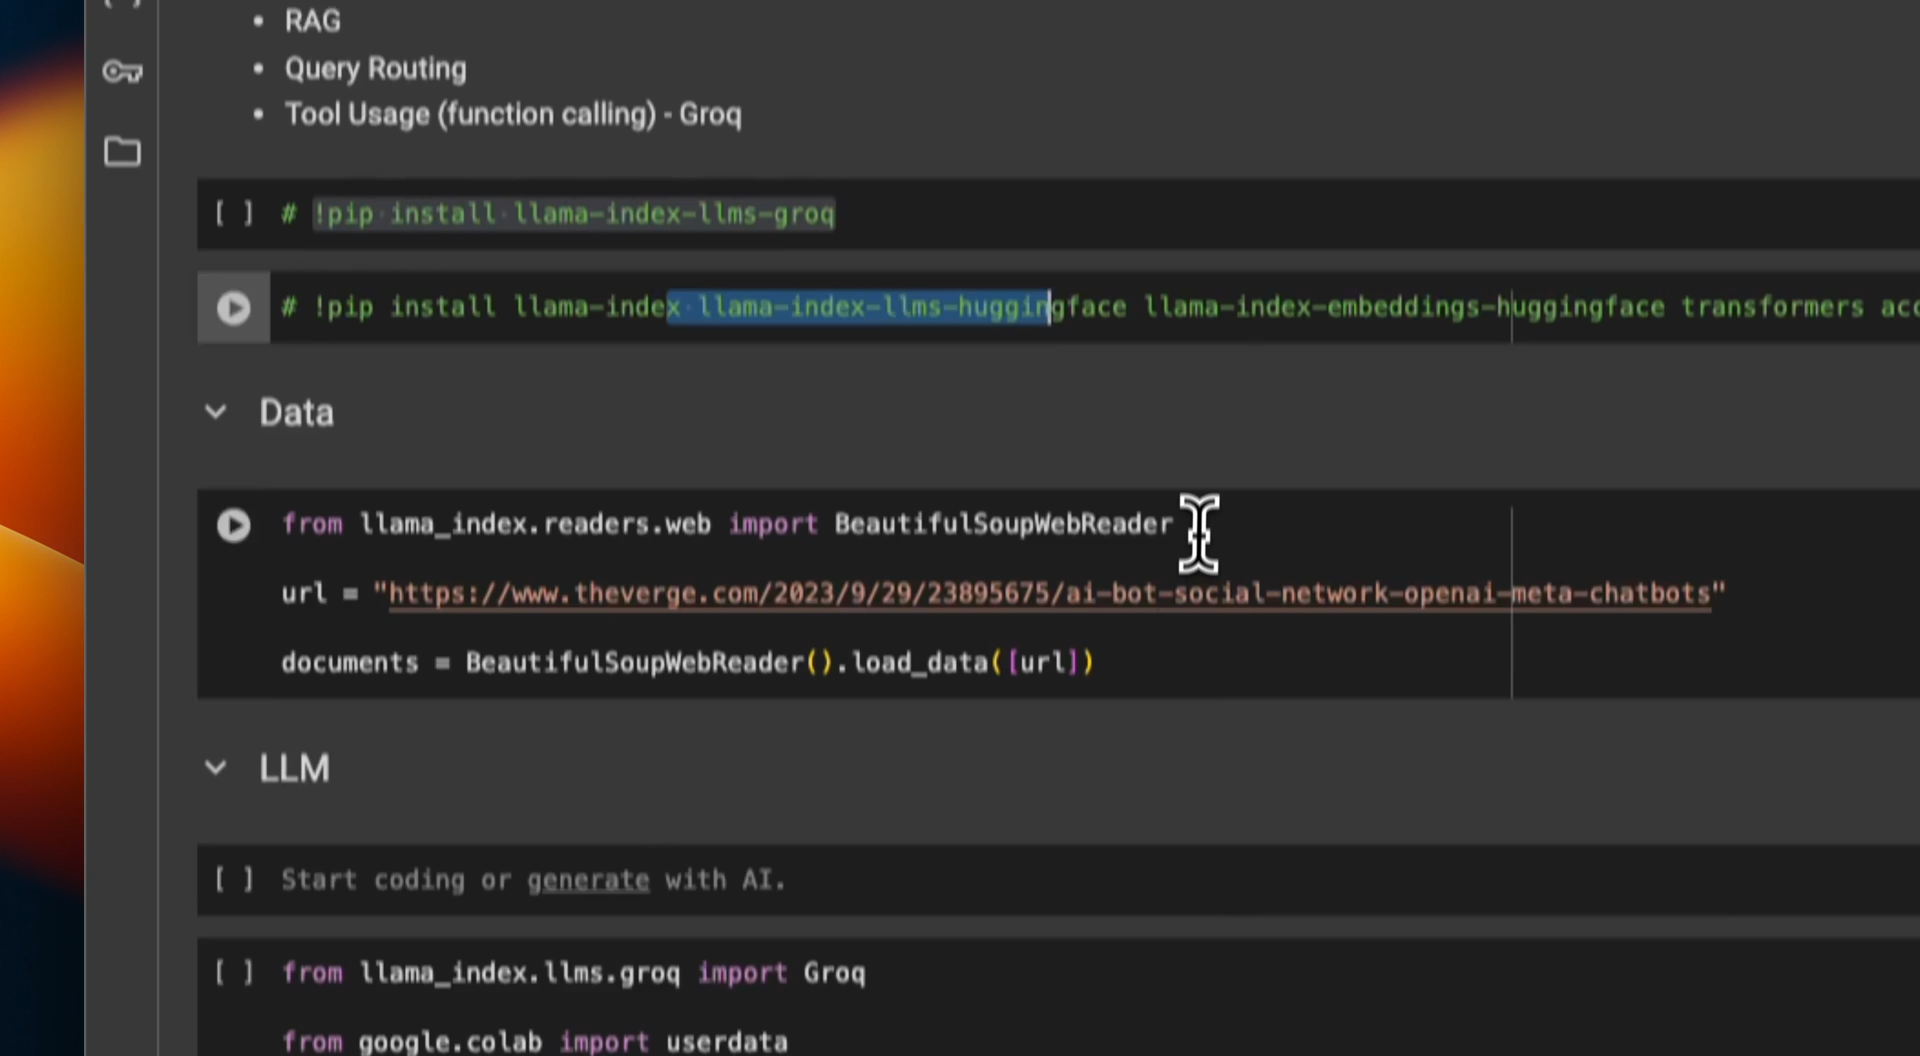 RAG
Query Routing
Tool Usage (function calling) - Groq
[ ] # !pip install llama-index-llms-groq
# !pip install llama-index llama-index-llms-huggingface llama-index-embeddings-huggingface transformers acc
Data
from llama_index.readers.web import BeautifulSoupWebReader
url = "https://www.theverge.com/2023/9/29/23895675/ai-bot-social-network-openai-meta-chatbots"
documents = BeautifulSoupWebReader().load_data([url])
LLM
[ ] Start coding or generate with AI.
[ ] from llama_index.llms.groq import Groq
from google.colab import userdata